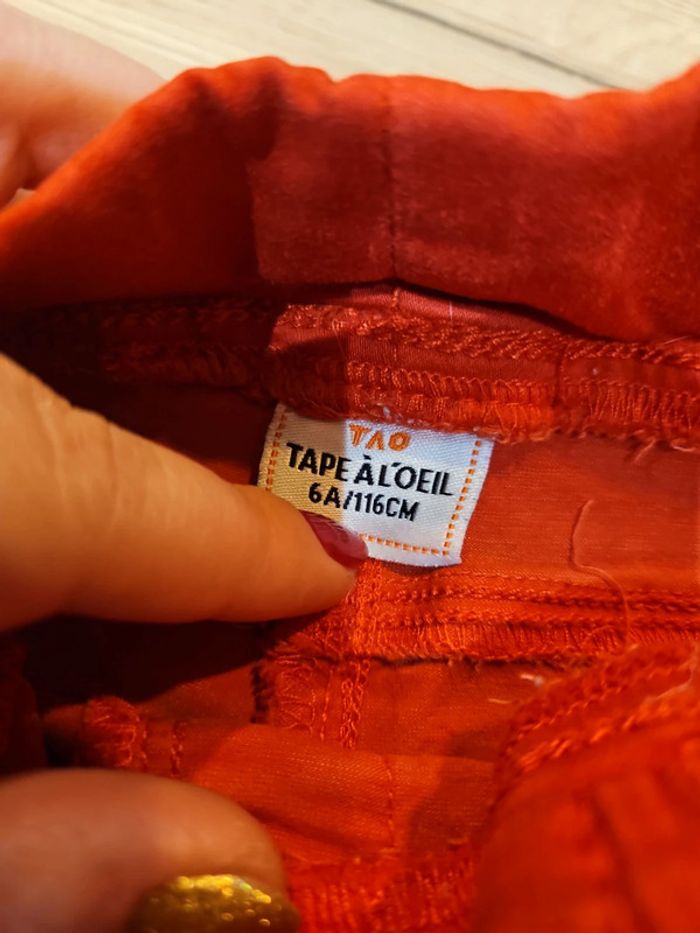 TAO
TAPE À L'OEIL
6A/116CM